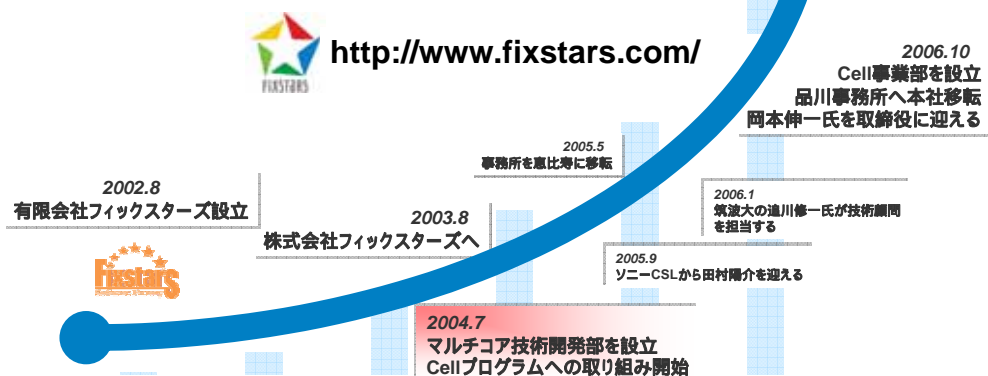 FIXSTARS
http://www.fixstars.com/
2006.10
Cell事業部を設立
品川事務所へ本社移転
岡本伸一氏を取締役に迎える
2005.5
事務所を恵比寿に移転
2002.8
有限会社フィックスターズ設立
2003.8
株式会社フィックスターズへ
2006.1
筑波大の追川修一氏が技術顧問
を担当する
2005.9
ソニーCSLから田村陽介を迎える
Fixstars
2004.7
マルチコア技術開発部を設立
Cellプログラムへの取り組み開始